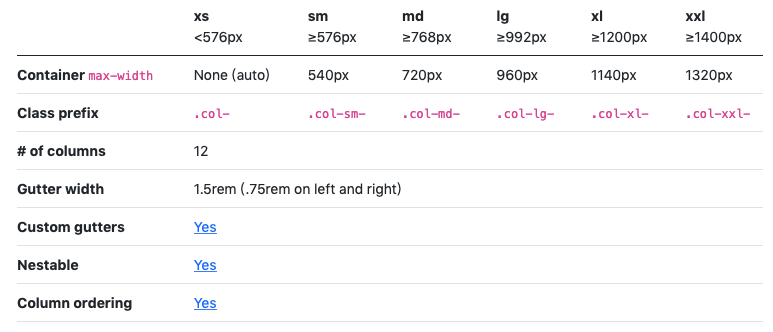 xs sm md lg xl xxl
<576px ≥576px ≥768px ≥992px ≥1200px ≥1400px
Container max-width None (auto) 540px 720px 960px 1140px 1320px
Class prefix .col- .col-sm- .col-md- .col-lg- .col-xl- .col-xxl-
# of columns 12
Gutter width 1.5rem (.75rem on left and right)
Custom gutters Yes
Nestable Yes
Column ordering Yes